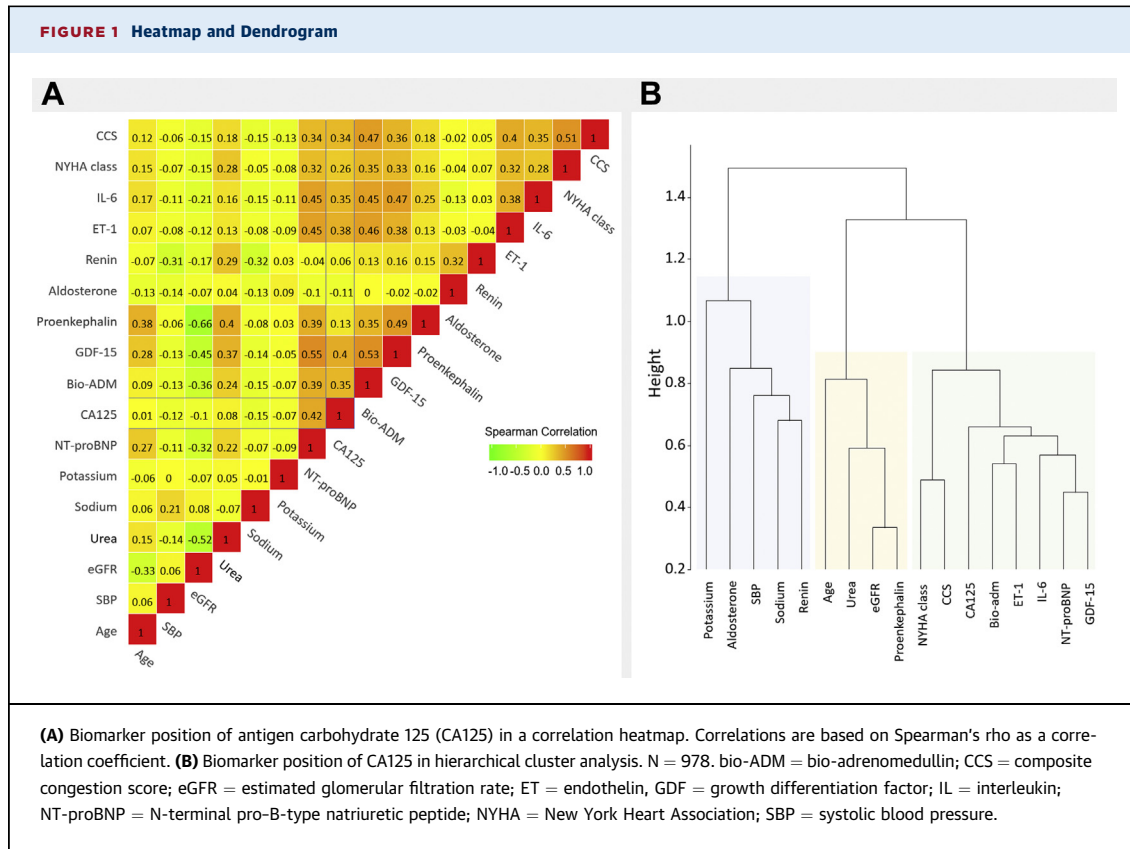 FIGURE 1 Heatmap and Dendrogram
A
CCS 0.12 -0.06 -0.15 0.18 -0.15 -0.13 0.34 0.34 0.47 0.36 0.18 -0.02 0.05 0.4 0.35 0.51 1
NYHA class 0.15 -0.07 -0.15 0.28 -0.05 -0.08 0.32 0.26 0.35 0.33 0.16 -0.04 0.07 0.32 0.28 1 CCS
IL-6 0.17 -0.11 -0.21 0.16 -0.15 -0.11 0.45 0.35 0.45 0.47 0.25 -0.13 0.03 0.38 1 NYHA class
ET-1 0.07 -0.08 -0.12 0.13 -0.08 -0.09 0.45 0.38 0.46 0.38 0.13 -0.03 -0.04 1 IL-6
Renin -0.07 -0.31 -0.17 0.29 -0.32 0.03 -0.04 0.06 0.13 0.16 0.15 0.32 1 ET-1
Aldosterone -0.13 -0.14 -0.07 0.04 -0.13 0.09 -0.1 -0.11 0 -0.02 -0.02 1 Renin
Proenkephalin 0.38 -0.06 -0.66 0.4 -0.08 0.03 0.39 0.13 0.35 0.49 1 Aldosterone
GDF-15 0.28 -0.13 -0.45 0.37 -0.14 -0.05 0.55 0.4 0.53 1 Proenkephalin
Bio-ADM 0.09 -0.13 -0.36 0.24 -0.15 -0.07 0.39 0.35 1 GDF-15
CA125 0.01 -0.12 -0.1 0.08 -0.15 -0.07 0.42 1 Bio-ADM
NT-proBNP 0.27 -0.11 -0.32 0.22 -0.07 -0.09 1 CA125
Potassium -0.06 0 -0.07 0.05 -0.01 1 NT-proBNP
Sodium 0.06 0.21 0.08 -0.07 1 Potassium
Urea 0.15 -0.14 -0.52 1 Sodium
eGFR -0.33 0.06 1 Urea
SBP 0.06 1 eGFR
Age 1 SBP
Age
Spearman Correlation
-1.0 -0.5 0.0 0.5 1.0
B
Height
1.4
1.2
1.0
0.8
0.6
0.4
0.2
Potassium Aldosterone SBP Sodium Renin Age Urea eGFR Proenkephalin NYHA class CCS CA125 Bio-adm ET-1 IL-6 NT-proBNP GDF-15
(A) Biomarker position of antigen carbohydrate 125 (CA125) in a correlation heatmap. Correlations are based on Spearman's rho as a corre-
lation coefficient. (B) Biomarker position of CA125 in hierarchical cluster analysis. N = 978. bio-ADM = bio-adrenomedullin; CCS = composite
congestion score; eGFR = estimated glomerular filtration rate; ET = endothelin, GDF = growth differentiation factor; IL = interleukin;
NT-proBNP = N-terminal pro–B-type natriuretic peptide; NYHA = New York Heart Association; SBP = systolic blood pressure.